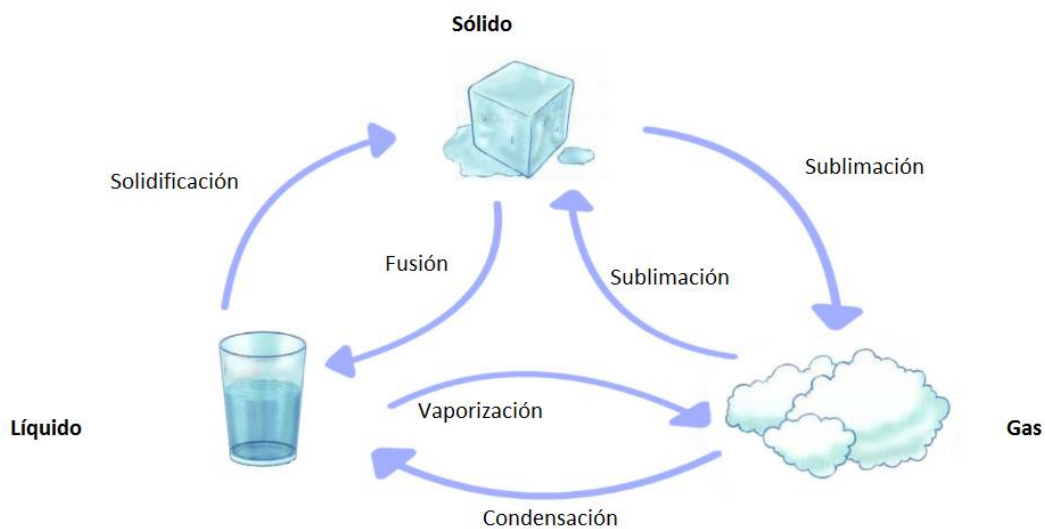 Sólido
Solidificación
Sublimación
Fusión
Sublimación
Líquido
Vaporización
Gas
Condensación